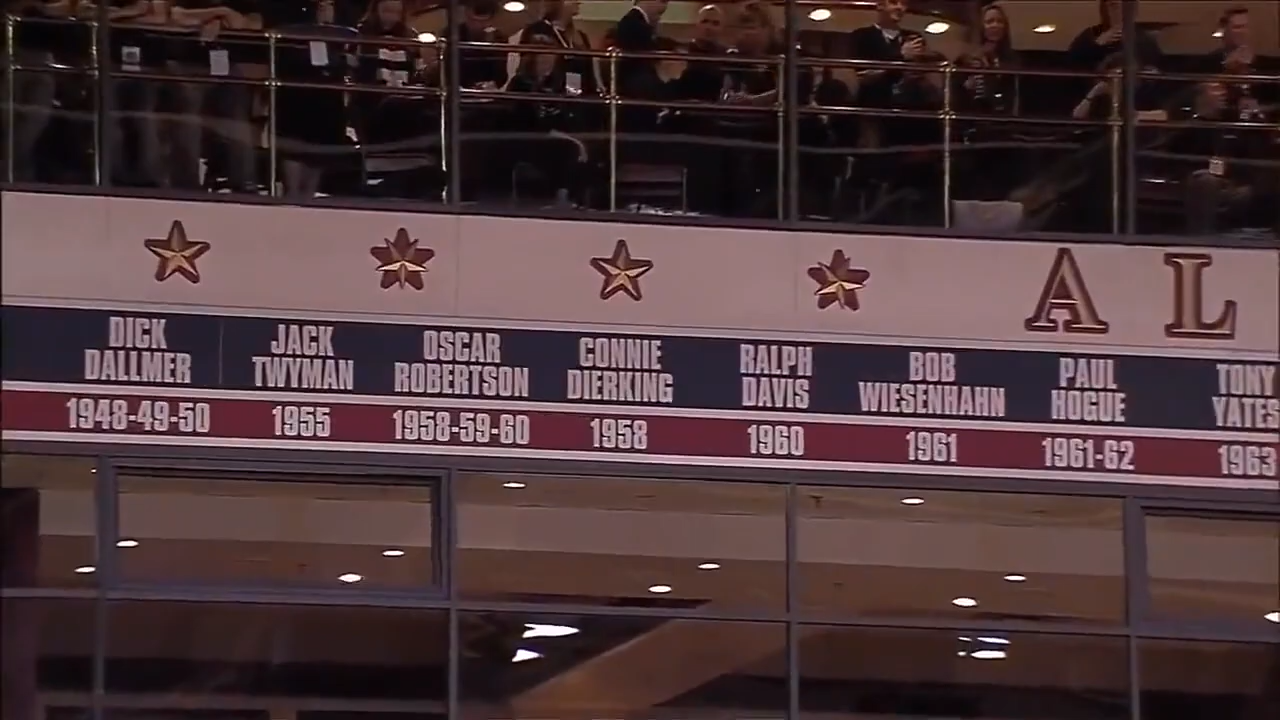 A L
DICK
DALLMER
1948-49-50
JACK
TWYMAN
1955
OSCAR
ROBERTSON
1958-59-60
CONNIE
DIERKING
1958
RALPH
DAVIS
1960
BOB
WIESENHAHN
1961
PAUL
HOGUE
1961-62
TONY
YATES
1963